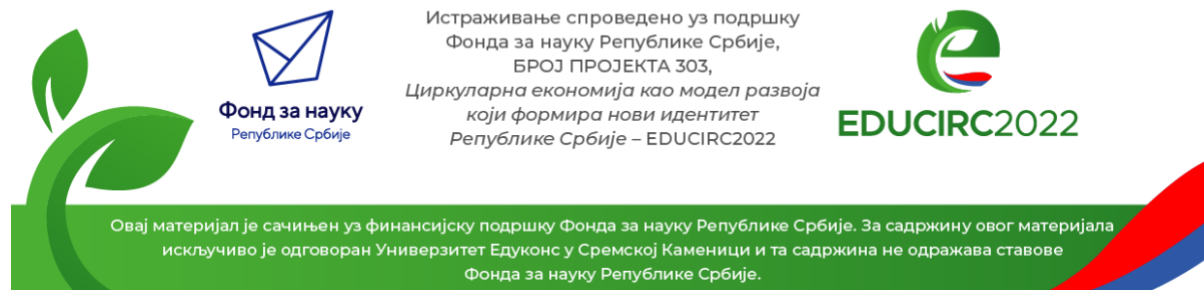 Фонд за науку
Републике Србије
Истраживање спроведено уз подршку
Фонда за науку Републике Србије,
БРОЈ ПРОЈЕКТА 303,
Циркуларна економија као модел развоја
који формира нови идентитет
Републике Србије – EDUCIRC2022
EDUCIRC2022
Овај материјал је сачињен уз финансијску подршку Фонда за науку Републике Србије. За садржину овог материјала
искључиво је одговоран Универзитет Едуконс у Сремској Каменици и та садржина не одражава ставове
Фонда за науку Републике Србије.